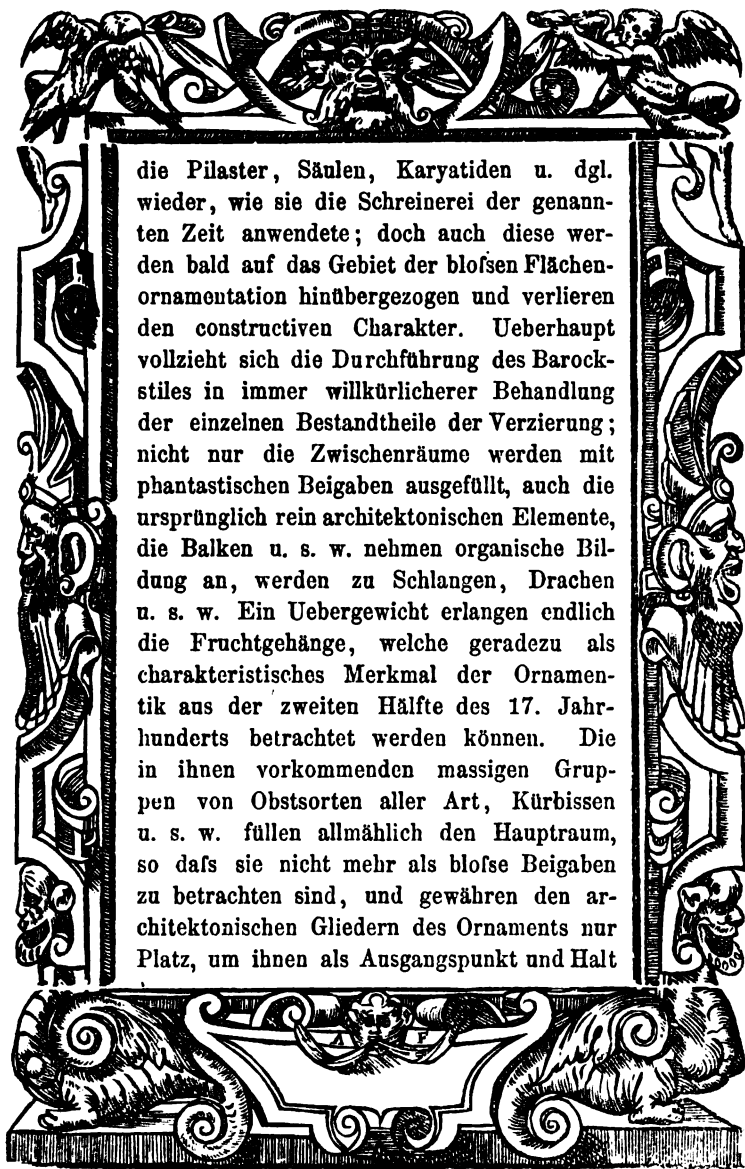 die Pilaster, Säulen, Karyatiden u. dgl.
wieder, wie sie die Schreinerei der genann-
ten Zeit anwendete; doch auch diese wer-
den bald auf das Gebiet der bloſsen Flächen-
ornamentation hinübergezogen und verlieren
den constructiven Charakter. Ueberhaupt
vollzieht sich die Durchführung des Barock-
stiles in immer willkürlicherer Behandlung
der einzelnen Bestandtheile der Verzierung;
nicht nur die Zwischenräume werden mit
phantastischen Beigaben ausgefüllt, auch die
ursprünglich rein architektonischen Elemente,
die Balken u. s. w. nehmen organische Bil-
dung an, werden zu Schlangen, Drachen
u. s. w. Ein Uebergewicht erlangen endlich
die Fruchtgehänge, welche geradezu als
charakteristisches Merkmal der Ornamen-
tik aus der zweiten Hälfte des 17. Jahr-
hunderts betrachtet werden können. Die
in ihnen vorkommenden massigen Grup-
pen von Obstsorten aller Art, Kürbissen
u. s. w. füllen allmählich den Hauptraum,
so daſs sie nicht mehr als bloſse Beigaben
zu betrachten sind, und gewähren den ar-
chitektonischen Gliedern des Ornaments nur
Platz, um ihnen als Ausgangspunkt und Halt
A F